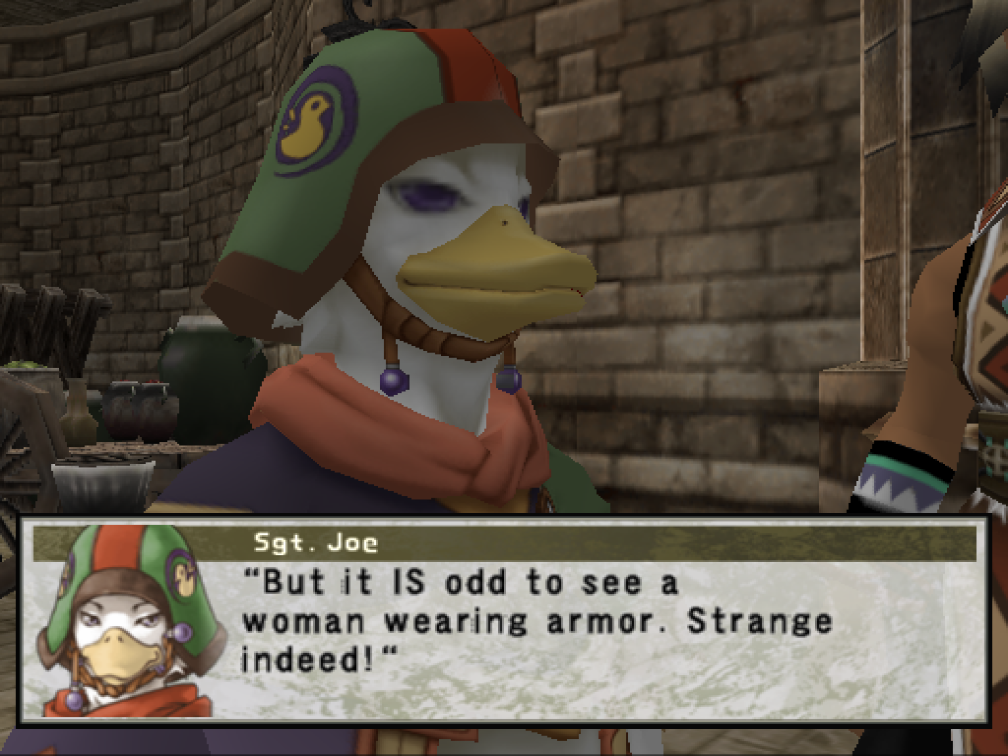 Sgt. Joe
“But it IS odd to see a
woman wearing armor. Strange
indeed!“